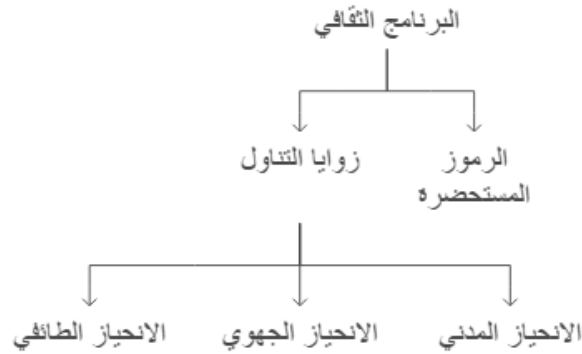 البرنامج الثقافي
الرموز
المستحضره
زوايا التناول
الانحياز المدني
الانحياز الجهوي
الانحياز الطائفي